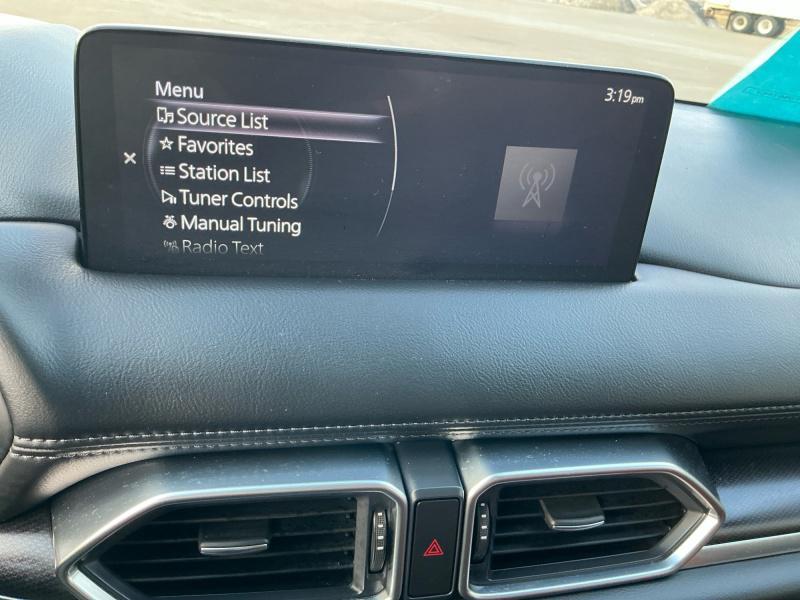 Menu
3:19pm
Source List
Favorites
Station List
Tuner Controls
Manual Tuning
Radio Text